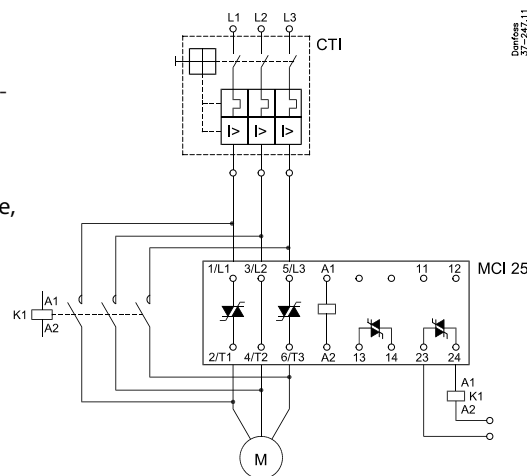 L1 L2 L3
CTI
Danfoss
37-247.11
I> I> I>
e,
1/L1 3/L2 5/L3 A1 11 12
MCI 25
A1
K1
A2
2/T1 4/T2 6/T3 A2 13 14 23 24
A1
K1
A2
M